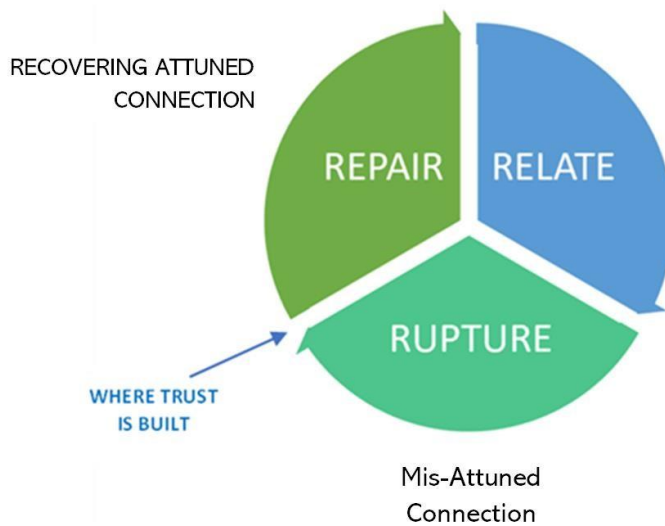 RECOVERING ATTUNED
CONNECTION
REPAIR
RELATE
RUPTURE
WHERE TRUST
IS BUILT
Mis-Attuned
Connection